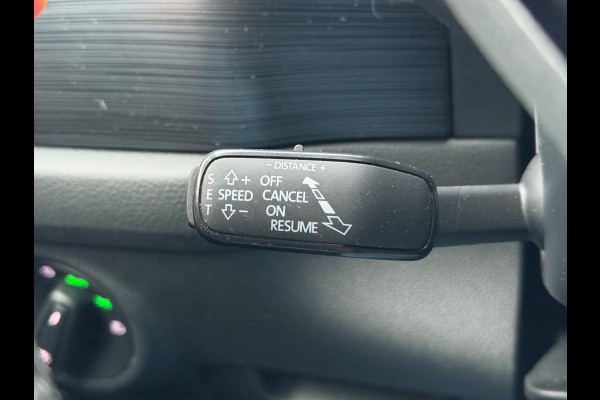 - DISTANCE +
S + OFF
E SPEED CANCEL
T - ON
RESUME